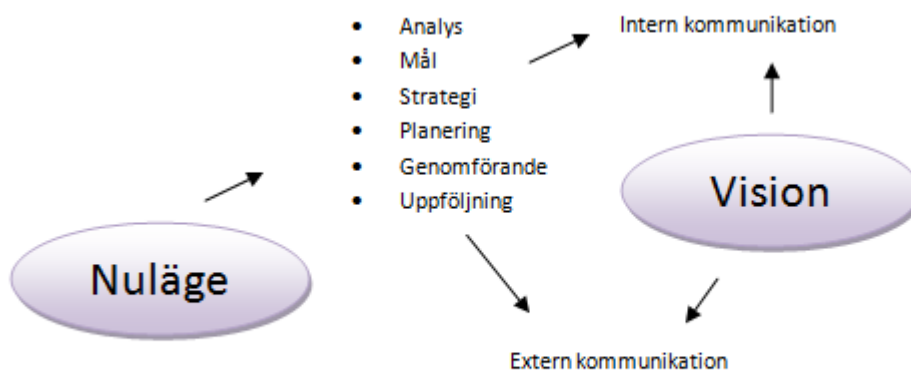 • Analys
• Mål
• Strategi
• Planering
• Genomförande
• Uppföljning
Intern kommunikation
Vision
Nuläge
Extern kommunikation